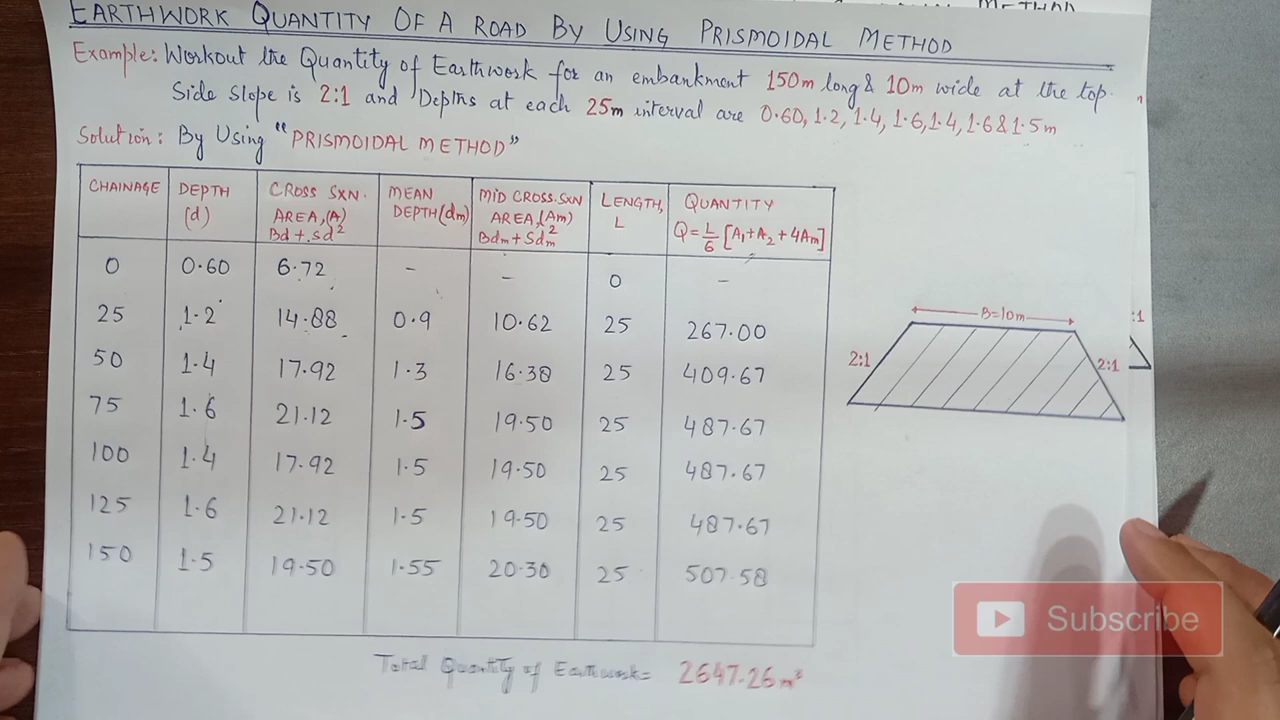 METHOD
EARTHWORK QUANTITY OF A ROAD BY USING PRISMOIDAL METHOD
Example: Workout the Quantity of Earthwork for an embankment 150m long & 10m wide at the top.
Side Slope is 2:1 and Depths at each 25m interval are 0.60, 1.2, 1.4, 1.6, 1.4, 1.6 & 1.5m
Solution: By Using "PRISMOIDAL METHOD"
CHAINAGE DEPTH (d) CROSS SXN. AREA, (A) Bd + Sd² MEAN DEPTH (dm) MID CROSS.SXN AREA, (Am) Bdm + Sdm² LENGTH, L QUANTITY Q = L/6 [A1 + A2 + 4Am]
0 0.60 6.72 - - 0 -
25 1.2 14.88 0.9 10.62 25 267.00
50 1.4 17.92 1.3 16.38 25 409.67
75 1.6 21.12 1.5 19.50 25 487.67
100 1.4 17.92 1.5 19.50 25 487.67
125 1.6 21.12 1.5 19.50 25 487.67
150 1.5 19.50 1.55 20.30 25 507.58
Total Quantity of Earthwork = 2647.26 m³
B=10m
2:1
2:1
:1
Subscribe